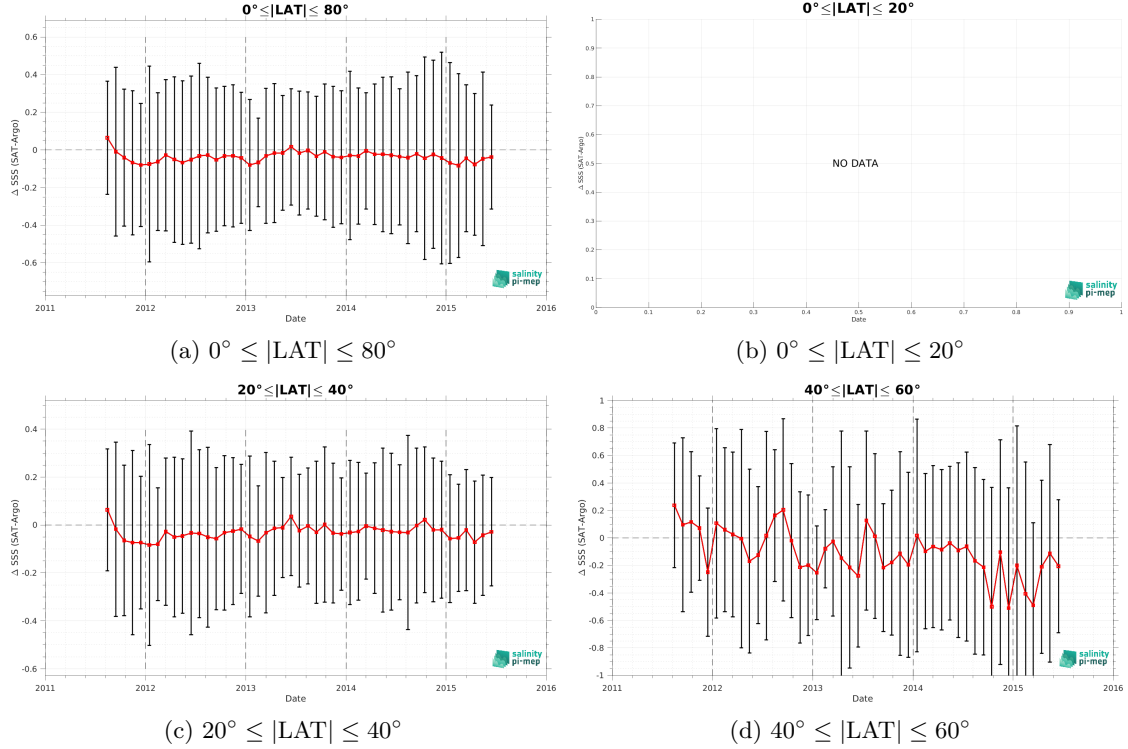 0°≤|LAT|≤ 80°
Δ SSS (SAT-Argo)
0.6
0.4
0.2
0
-0.2
-0.4
-0.6
2011 2012 2013 2014 2015 2016
Date
salinity
pi-mep
(a) 0° ≤ |LAT| ≤ 80°
0°≤|LAT|≤ 20°
Δ SSS (SAT-Argo)
1
0.9
0.8
0.7
0.6
0.5
0.4
0.3
0.2
0.1
0
NO DATA
0 0.1 0.2 0.3 0.4 0.5 0.6 0.7 0.8 0.9 1
Date
salinity
pi-mep
(b) 0° ≤ |LAT| ≤ 20°
20°≤|LAT|≤ 40°
Δ SSS (SAT-Argo)
0.4
0.2
0
-0.2
-0.4
-0.6
2011 2012 2013 2014 2015 2016
Date
salinity
pi-mep
(c) 20° ≤ |LAT| ≤ 40°
40°≤|LAT|≤ 60°
Δ SSS (SAT-Argo)
1
0.8
0.6
0.4
0.2
0
-0.2
-0.4
-0.6
-0.8
-1
2011 2012 2013 2014 2015 2016
Date
salinity
pi-mep
(d) 40° ≤ |LAT| ≤ 60°